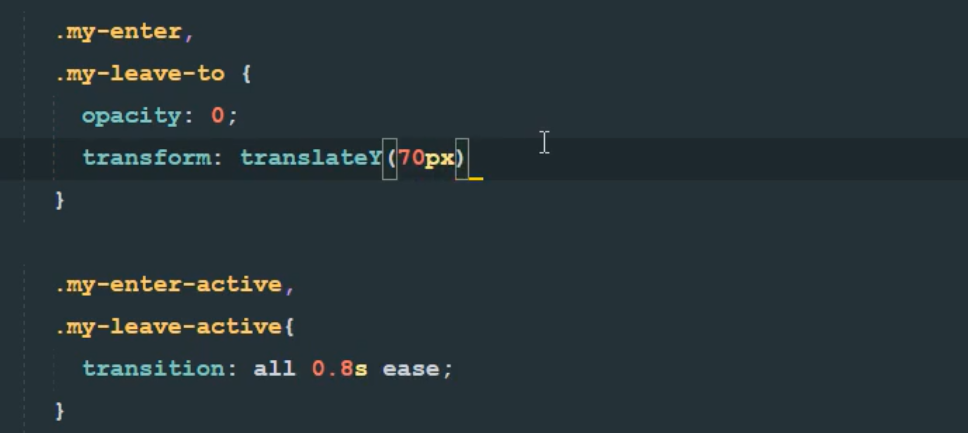 .my-enter,
.my-leave-to {
opacity: 0;
transform: translateY(70px)_
}
.my-enter-active,
.my-leave-active{
transition: all 0.8s ease;
}